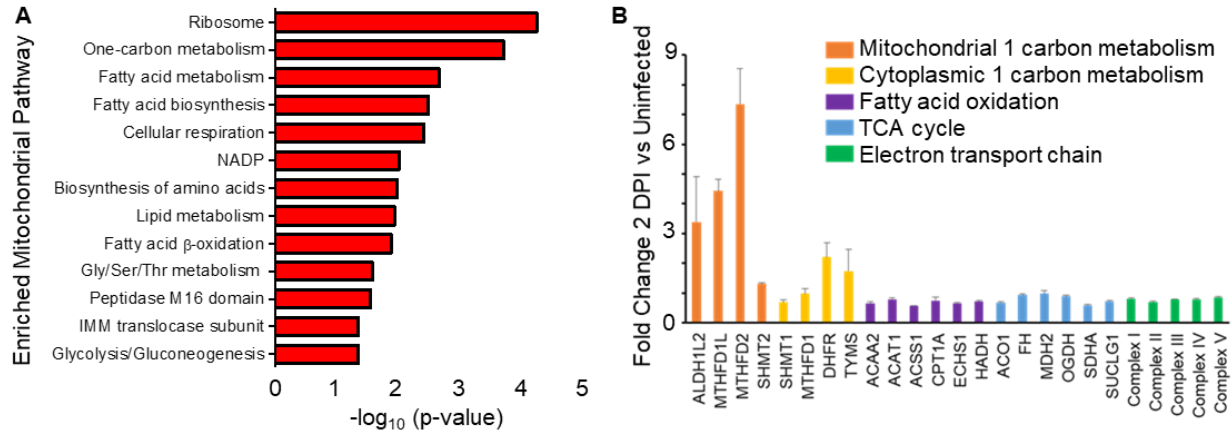 A
Enriched Mitochondrial Pathway
Ribosome
One-carbon metabolism
Fatty acid metabolism
Fatty acid biosynthesis
Cellular respiration
NADP
Biosynthesis of amino acids
Lipid metabolism
Fatty acid β-oxidation
Gly/Ser/Thr metabolism
Peptidase M16 domain
IMM translocase subunit
Glycolysis/Gluconeogenesis
0 1 2 3 4 5
-log10 (p-value)
B
Fold Change 2 DPI vs Uninfected
9
6
3
0
Mitochondrial 1 carbon metabolism
Cytoplasmic 1 carbon metabolism
Fatty acid oxidation
TCA cycle
Electron transport chain
ALDH1L2
MTHFD1L
MTHFD2
SHMT2
SHMT1
MTHFD1
DHFR
TYMS
ACAA2
ACAT1
ACSS1
CPT1A
ECHS1
HADH
ACO1
FH
MDH2
OGDH
SDHA
SUCLG1
Complex I
Complex II
Complex III
Complex IV
Complex V